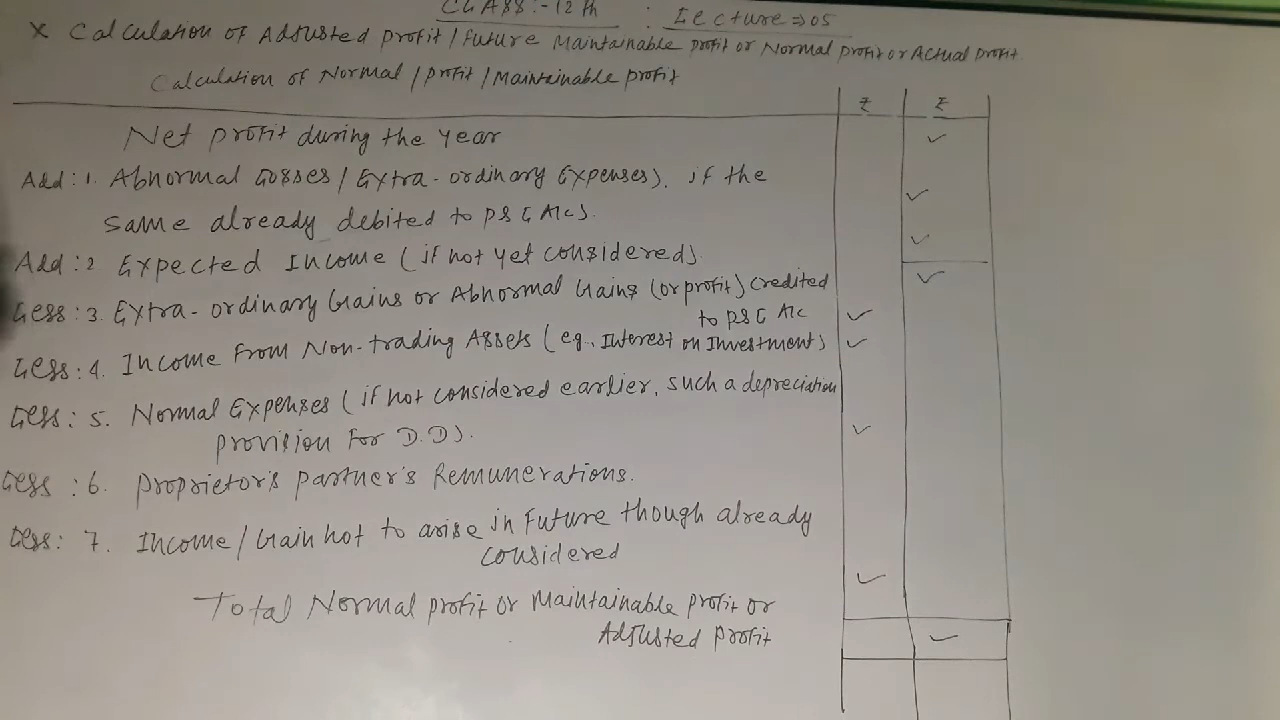 CLASS:-12th : Lecture⇒05
× Calculation of Adjusted profit / Future Maintainable profit or Normal profit or Actual profit.
Calculation of Normal / profit / Maintainable profit
₹ ₹
Net profit during the year ✓
Add: 1. Abnormal Losses / Extra-ordinary Expenses), if the
same already debited to P&L A/c). ✓
Add: 2 Expected Income (if not yet considered). ✓
✓
Less: 3. Extra-ordinary Gains or Abnormal Gains (or profit) credited
to P&L A/c ✓
Less: 4. Income from Non-trading Assets (eg., Interest on Investment) ✓
Less: 5. Normal Expenses (if not considered earlier, such a depreciation
provision for D.D). ✓
Less: 6. Proprietor's partner's Remunerations.
Less: 7. Income / Gain not to arise in Future though already
considered ✓
Total Normal profit or Maintainable profit or
Adjusted profit ✓